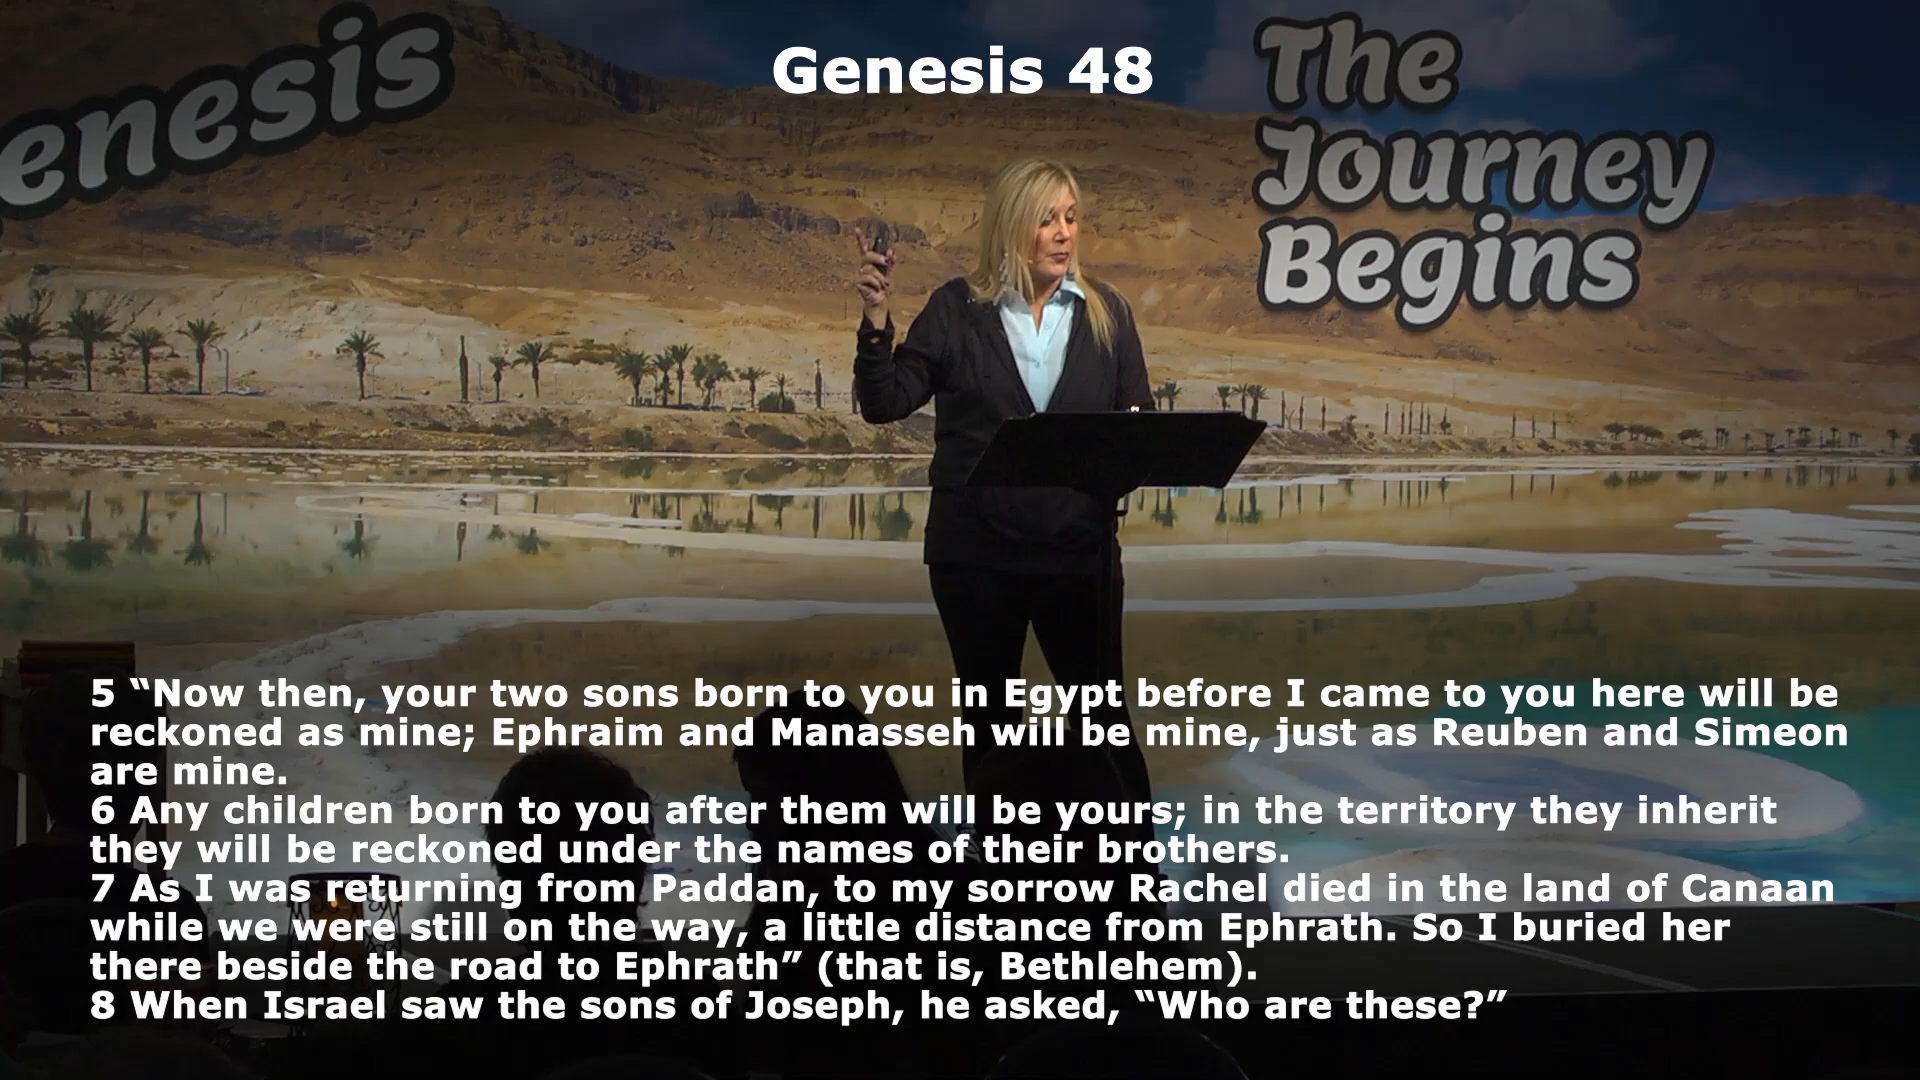 enesis
Genesis 48
The
Journey
Begins
5 “Now then, your two sons born to you in Egypt before I came to you here will be
reckoned as mine; Ephraim and Manasseh will be mine, just as Reuben and Simeon
are mine.
6 Any children born to you after them will be yours; in the territory they inherit
they will be reckoned under the names of their brothers.
7 As I was returning from Paddan, to my sorrow Rachel died in the land of Canaan
while we were still on the way, a little distance from Ephrath. So I buried her
there beside the road to Ephrath” (that is, Bethlehem).
8 When Israel saw the sons of Joseph, he asked, “Who are these?”